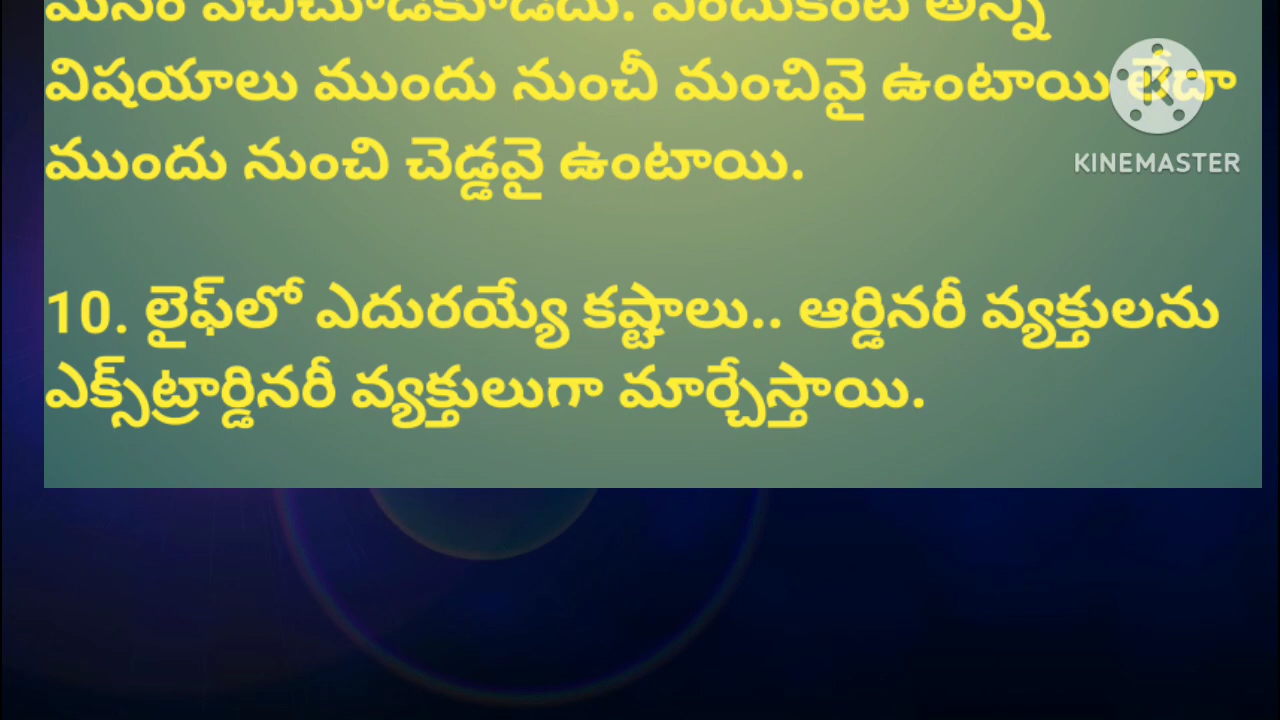 విషయాలు ముందు నుంచీ మంచివై ఉంటాయి లేదా
ముందు నుంచి చెడ్డవై ఉంటాయి.
10. లైఫ్‌లో ఎదురయ్యే కష్టాలు.. ఆర్డినరీ వ్యక్తులను
ఎక్స్‌ట్రార్డినరీ వ్యక్తులుగా మార్చేస్తాయి.
KINEMASTER